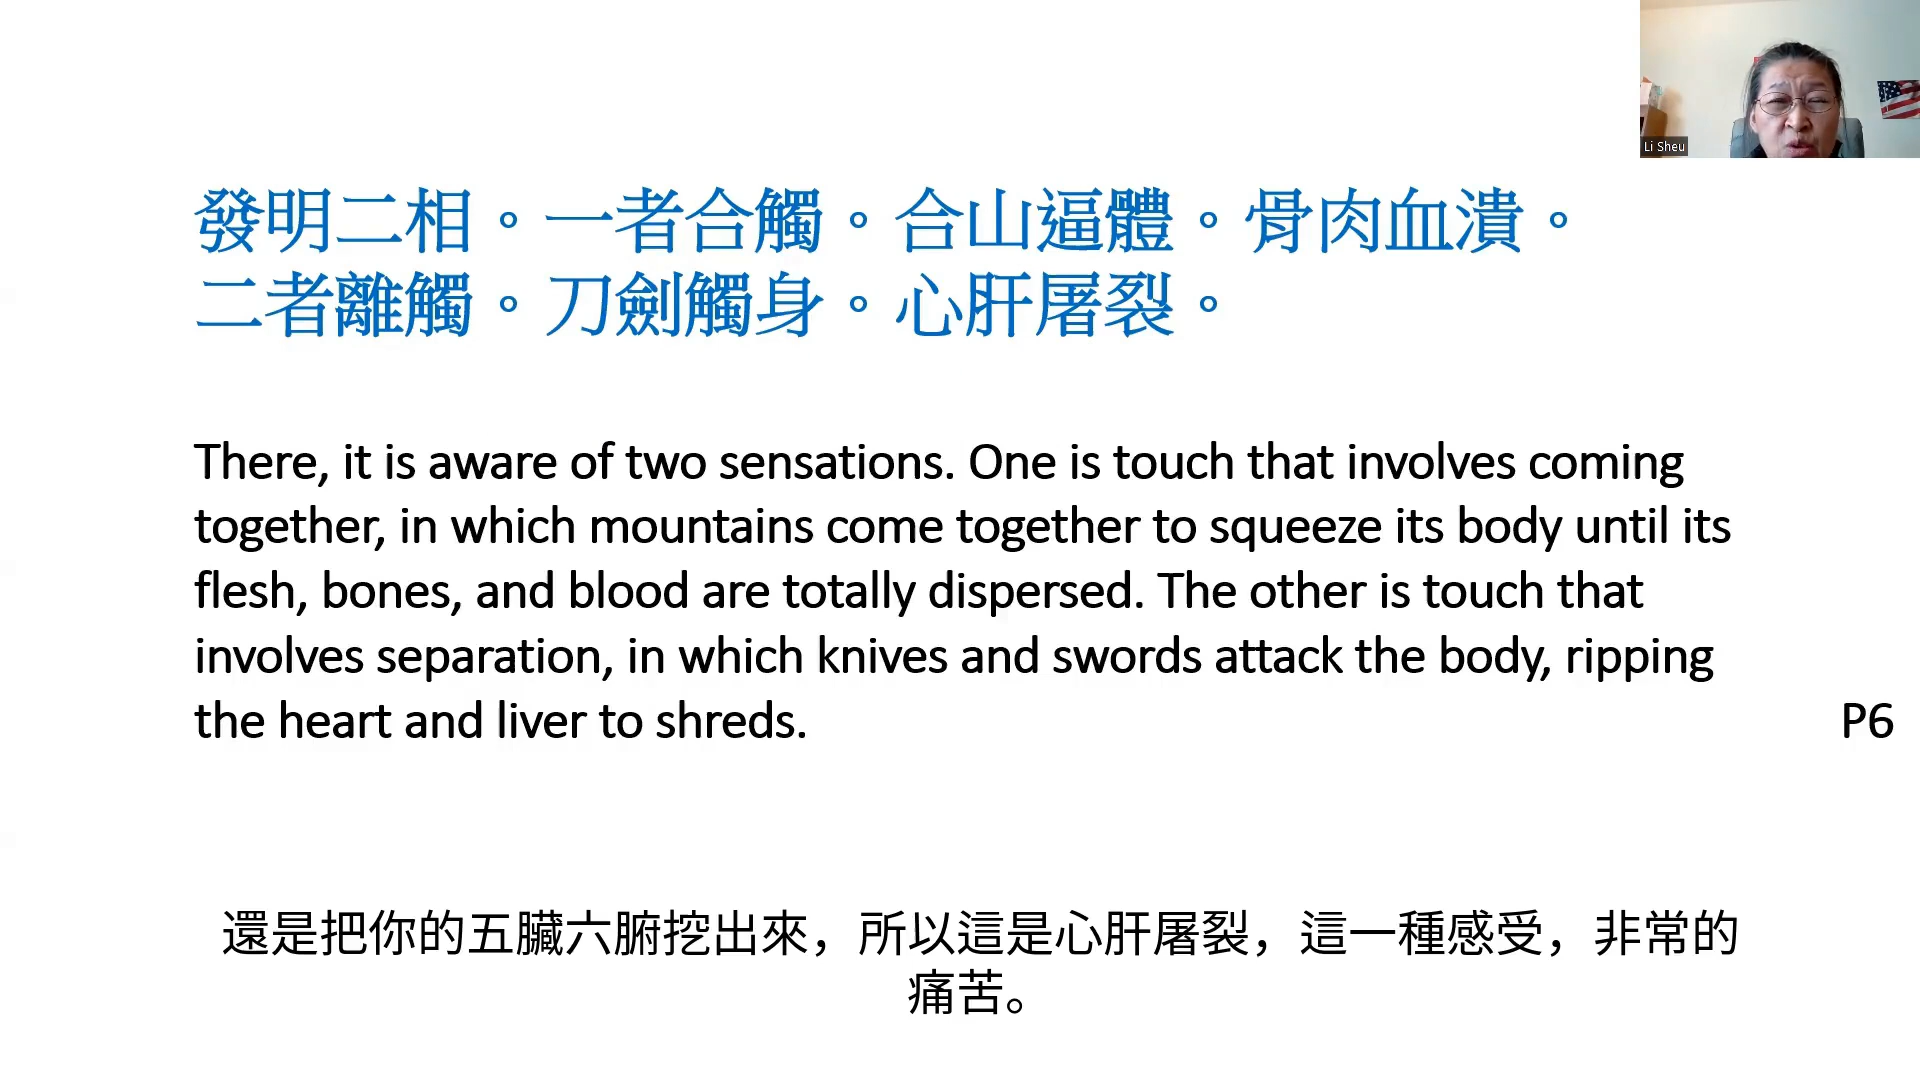 Li Sheu
發明二相。一者合觸。合山逼體。骨肉血潰。
二者離觸。刀劍觸身。心肝屠裂。
There, it is aware of two sensations. One is touch that involves coming
together, in which mountains come together to squeeze its body until its
flesh, bones, and blood are totally dispersed. The other is touch that
involves separation, in which knives and swords attack the body, ripping
the heart and liver to shreds.
P6
還是把你的五臟六腑挖出來，所以這是心肝屠裂，這一種感受，非常的
痛苦。